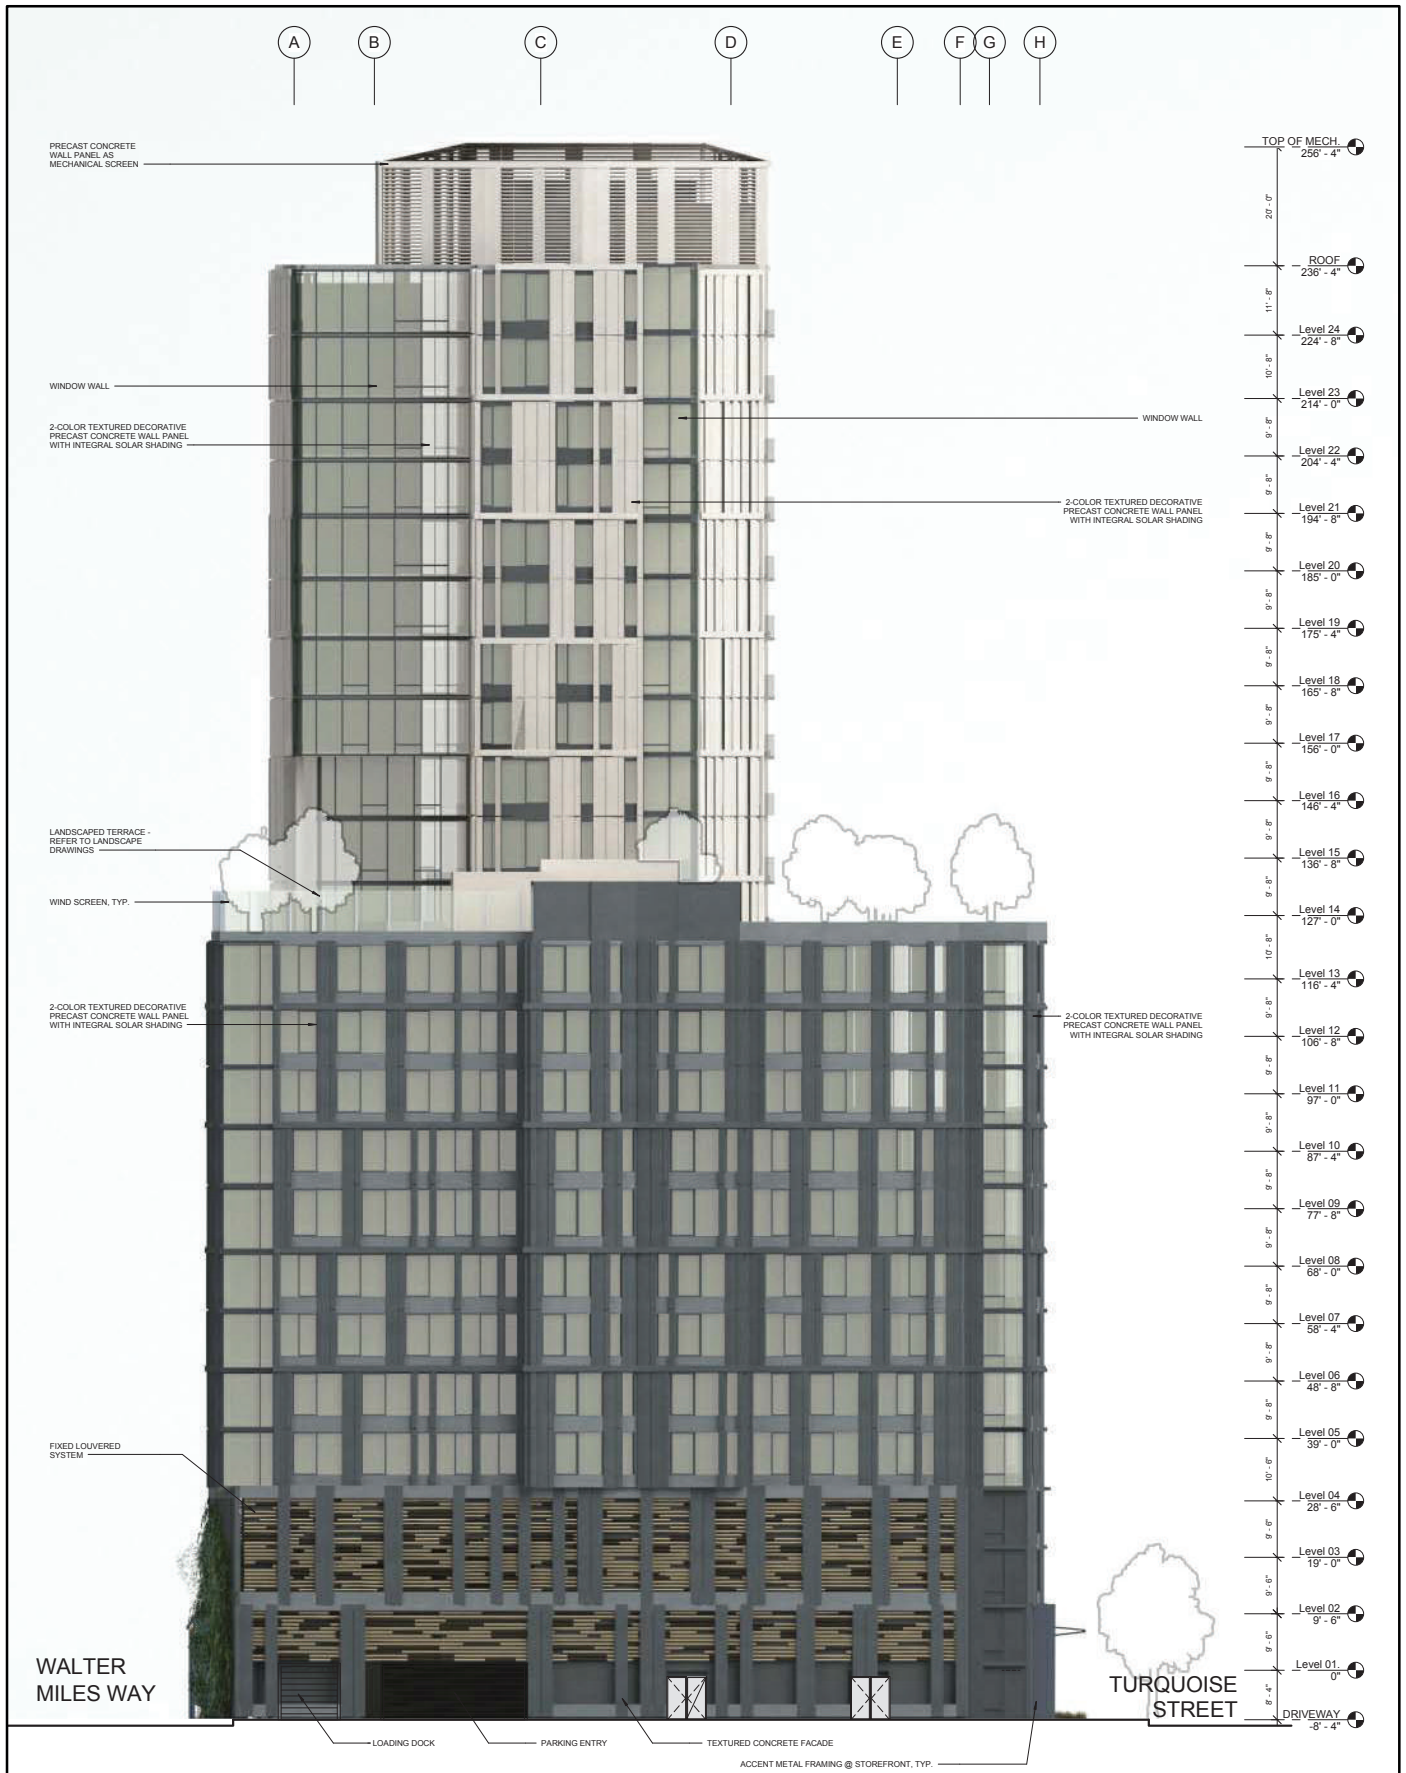 A B C D E F G H
PRECAST CONCRETE
WALL PANEL AS
MECHANICAL SCREEN
WINDOW WALL
2-COLOR TEXTURED DECORATIVE
PRECAST CONCRETE WALL PANEL
WITH INTEGRAL SOLAR SHADING
LANDSCAPED TERRACE -
REFER TO LANDSCAPE
DRAWINGS
WIND SCREEN, TYP.
2-COLOR TEXTURED DECORATIVE
PRECAST CONCRETE WALL PANEL
WITH INTEGRAL SOLAR SHADING
FIXED LOUVERED
SYSTEM
WALTER
MILES WAY
LOADING DOCK
PARKING ENTRY
TEXTURED CONCRETE FACADE
ACCENT METAL FRAMING @ STOREFRONT, TYP.
WINDOW WALL
2-COLOR TEXTURED DECORATIVE
PRECAST CONCRETE WALL PANEL
WITH INTEGRAL SOLAR SHADING
2-COLOR TEXTURED DECORATIVE
PRECAST CONCRETE WALL PANEL
WITH INTEGRAL SOLAR SHADING
TURQUOISE
STREET
TOP OF MECH.
256' - 4"
20' - 0"
ROOF
236' - 4"
11' - 8"
Level 24
224' - 8"
10' - 8"
Level 23
214' - 0"
9' - 8"
Level 22
204' - 4"
9' - 8"
Level 21
194' - 8"
9' - 8"
Level 20
185' - 0"
9' - 8"
Level 19
175' - 4"
9' - 8"
Level 18
165' - 8"
9' - 8"
Level 17
156' - 0"
9' - 8"
Level 16
146' - 4"
9' - 8"
Level 15
136' - 8"
9' - 8"
Level 14
127' - 0"
10' - 8"
Level 13
116' - 4"
9' - 8"
Level 12
106' - 8"
9' - 8"
Level 11
97' - 0"
9' - 8"
Level 10
87' - 4"
9' - 8"
Level 09
77' - 8"
9' - 8"
Level 08
68' - 0"
9' - 8"
Level 07
58' - 4"
9' - 8"
Level 06
48' - 8"
9' - 8"
Level 05
39' - 0"
10' - 6"
Level 04
28' - 6"
9' - 6"
Level 03
19' - 0"
9' - 6"
Level 02
9' - 6"
9' - 6"
Level 01.
0"
8' - 4"
DRIVEWAY
-8' - 4"